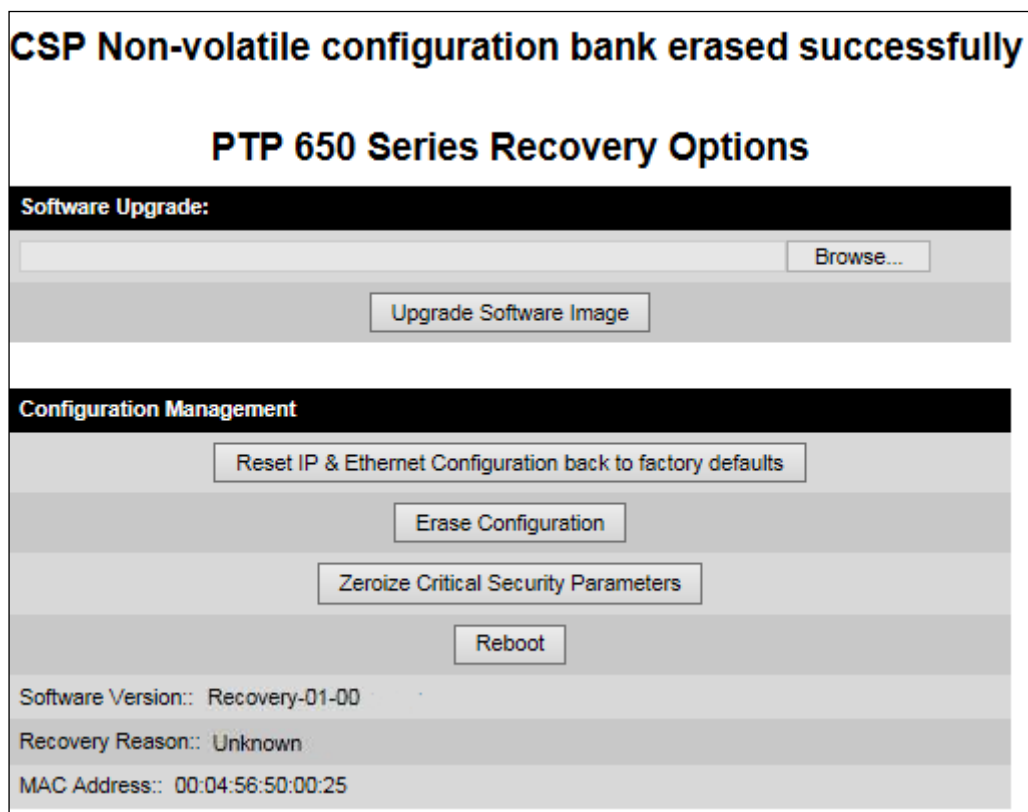 CSP Non-volatile configuration bank erased successfully
PTP 650 Series Recovery Options
Software Upgrade:
Browse...
Upgrade Software Image
Configuration Management
Reset IP & Ethernet Configuration back to factory defaults
Erase Configuration
Zeroize Critical Security Parameters
Reboot
Software Version:: Recovery-01-00
Recovery Reason:: Unknown
MAC Address:: 00:04:56:50:00:25